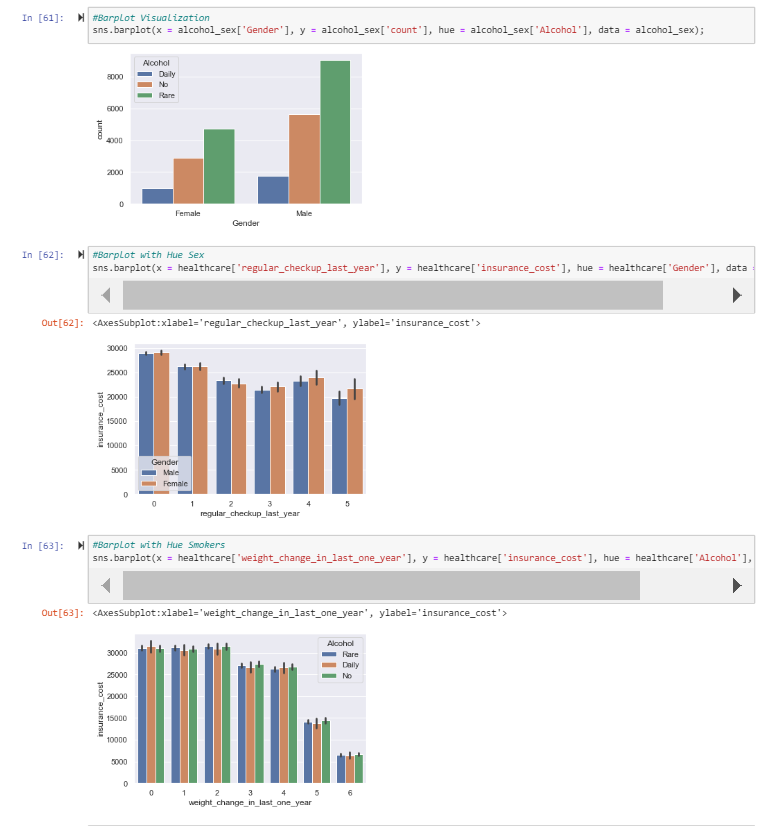 In [61]:
#Barplot Visualization
sns.barplot(x = alcohol_sex['Gender'], y = alcohol_sex['count'], hue = alcohol_sex['Alcohol'], data = alcohol_sex);
Alcohol
Daily
No
Rare
8000
6000
4000
2000
0
count
Female
Male
Gender
In [62]:
#Barplot with Hue Sex
sns.barplot(x = healthcare['regular_checkup_last_year'], y = healthcare['insurance_cost'], hue = healthcare['Gender'], data =
Out[62]: <AxesSubplot:xlabel='regular_checkup_last_year', ylabel='insurance_cost'>
30000
25000
20000
15000
10000
5000
0
insurance_cost
Gender
Male
Female
0 1 2 3 4 5
regular_checkup_last_year
In [63]:
#Barplot with Hue Smokers
sns.barplot(x = healthcare['weight_change_in_last_one_year'], y = healthcare['insurance_cost'], hue = healthcare['Alcohol'],
Out[63]: <AxesSubplot:xlabel='weight_change_in_last_one_year', ylabel='insurance_cost'>
Alcohol
Rare
Daily
No
30000
25000
20000
15000
10000
5000
0
insurance_cost
0 1 2 3 4 5 6
weight_change_in_last_one_year